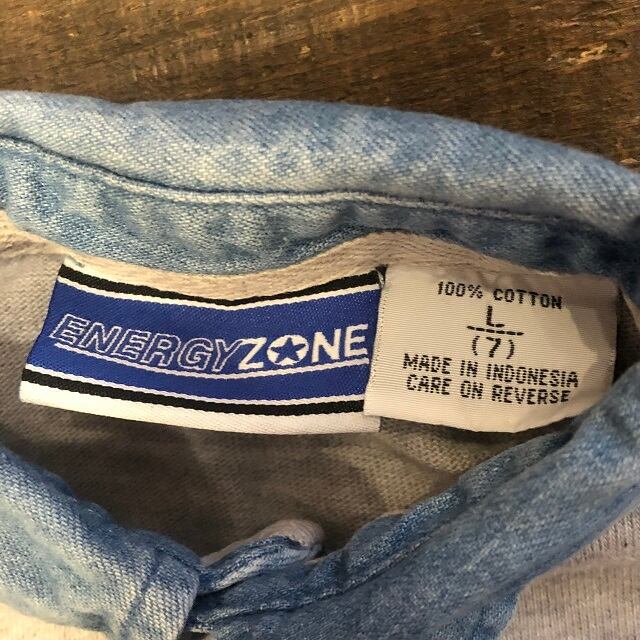 ENERGYZONE
100% COTTON
L
(7)
MADE IN INDONESIA
CARE ON REVERSE